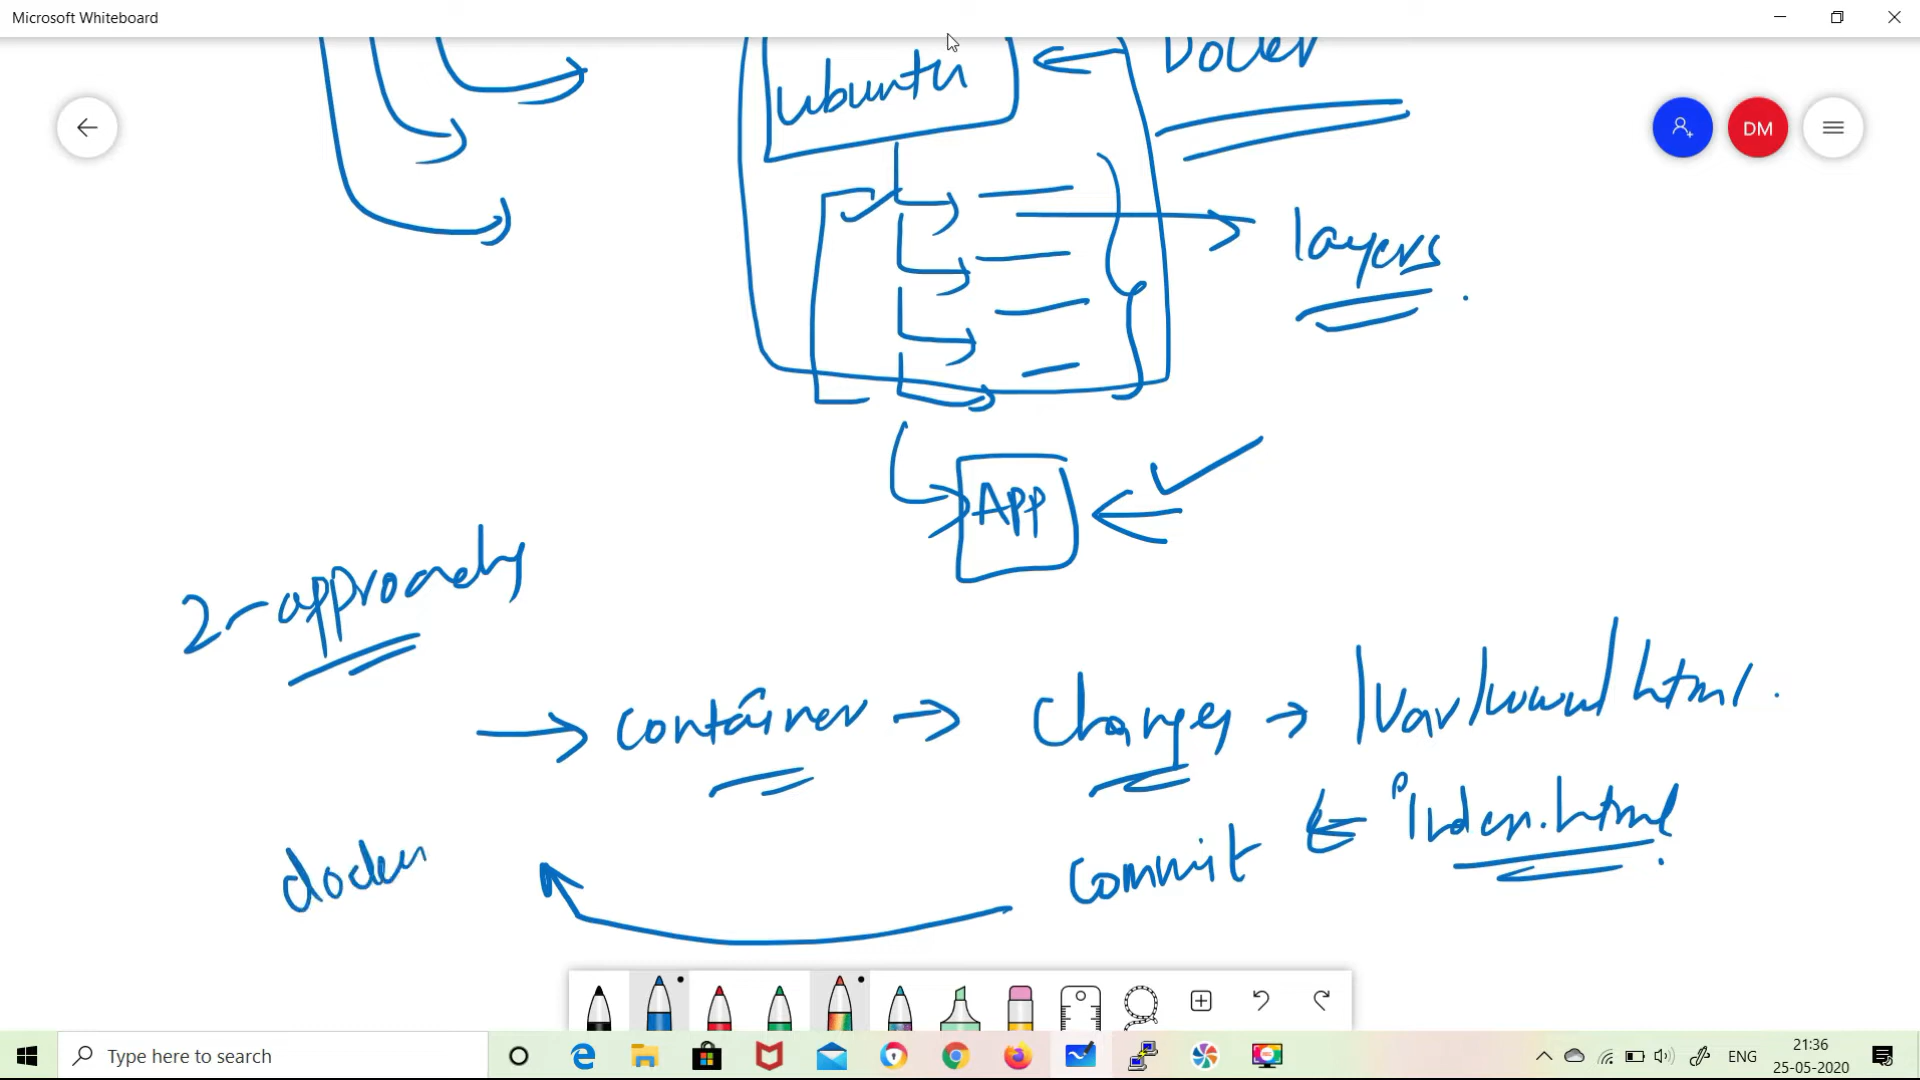 Microsoft Whiteboard
ubuntu
Docker
layers
APP
2-approachs
container
changes
/var/www/html
index.html
commit
docker
DM
Type here to search
ENG
21:36
25-05-2020